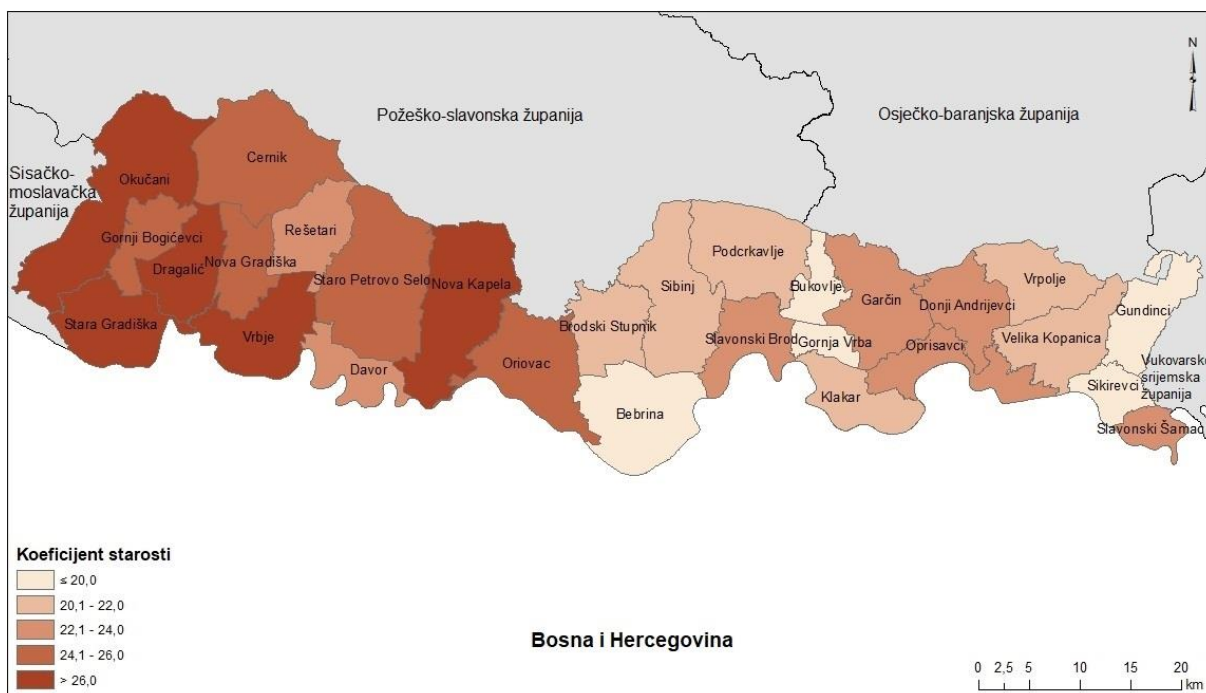 N
Požeško-slavonska županija
Osječko-baranjska županija
Sisačko-
moslavačka
županija
Cernik
Okučani
Rešetari
Gornji Bogićevci
Dragalić
Nova Gradiška
Staro Petrovo Selo
Nova Kapela
Stara Gradiška
Vrbje
Davor
Oriovac
Podcrkavlje
Sibinj
Bukovlje
Garčin
Donji Andrijevci
Vrpolje
Gundinci
Brodski Stupnik
Slavonski Brod
Gornja Vrba
Oprisavci
Velika Kopanica
Vukovarsko-
srijemska
županija
Bebrina
Klakar
Sikirevci
Slavonski Šamac
Koeficijent starosti
≤ 20,0
20,1 - 22,0
22,1 - 24,0
24,1 - 26,0
> 26,0
Bosna i Hercegovina
0 2,5 5 10 15 20
km